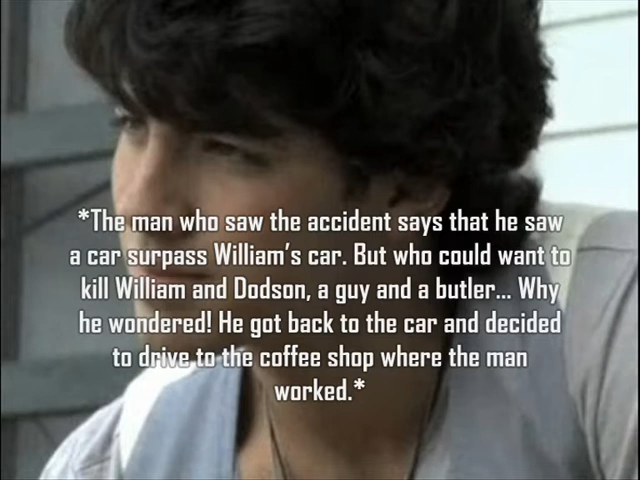 *The man who saw the accident says that he saw
a car surpass William's car. But who could want to
kill William and Dodson, a guy and a butler... Why
he wondered! He got back to the car and decided
to drive to the coffee shop where the man
worked.*